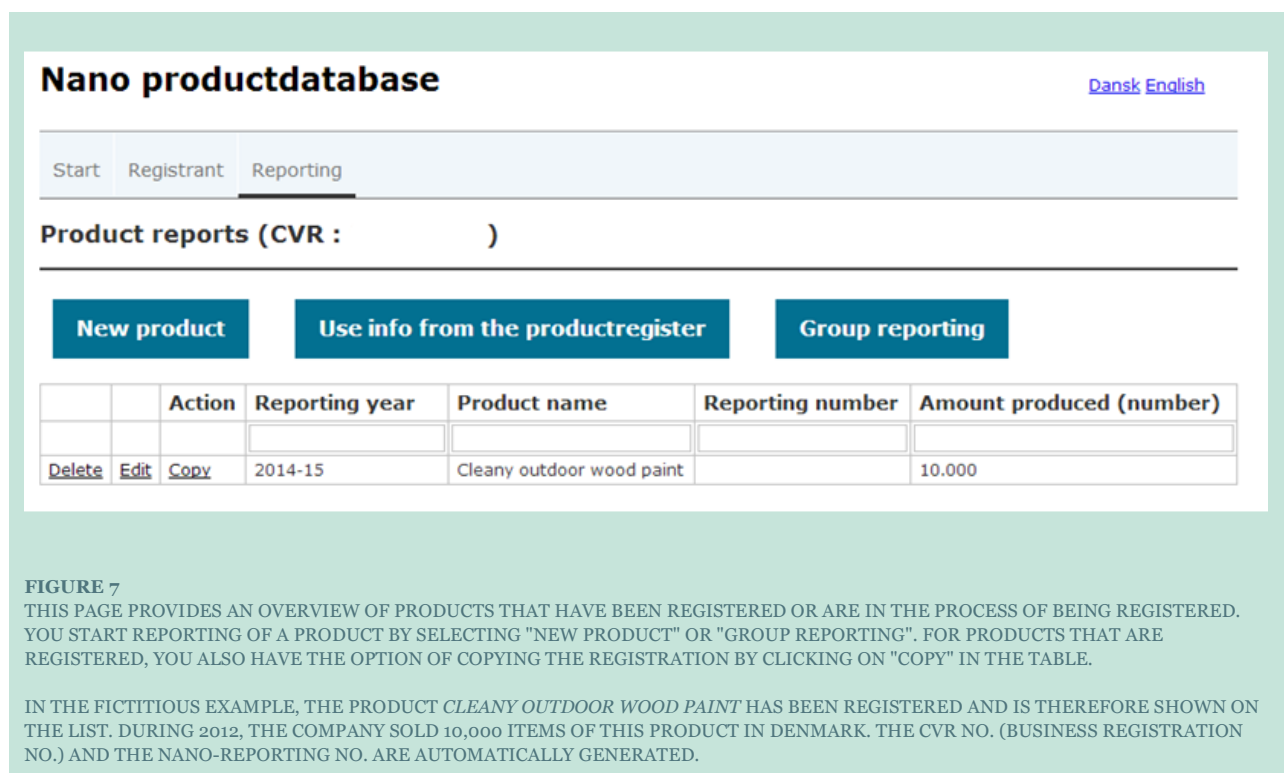 Nano productdatabase
Dansk English
Start Registrant Reporting
Product reports (CVR : )
New product Use info from the productregister Group reporting
Action Reporting year Product name Reporting number Amount produced (number)
Delete Edit Copy 2014-15 Cleany outdoor wood paint 10.000
FIGURE 7
THIS PAGE PROVIDES AN OVERVIEW OF PRODUCTS THAT HAVE BEEN REGISTERED OR ARE IN THE PROCESS OF BEING REGISTERED.
YOU START REPORTING OF A PRODUCT BY SELECTING "NEW PRODUCT" OR "GROUP REPORTING". FOR PRODUCTS THAT ARE
REGISTERED, YOU ALSO HAVE THE OPTION OF COPYING THE REGISTRATION BY CLICKING ON "COPY" IN THE TABLE.
IN THE FICTITIOUS EXAMPLE, THE PRODUCT CLEANY OUTDOOR WOOD PAINT HAS BEEN REGISTERED AND IS THEREFORE SHOWN ON
THE LIST. DURING 2012, THE COMPANY SOLD 10,000 ITEMS OF THIS PRODUCT IN DENMARK. THE CVR NO. (BUSINESS REGISTRATION
NO.) AND THE NANO-REPORTING NO. ARE AUTOMATICALLY GENERATED.